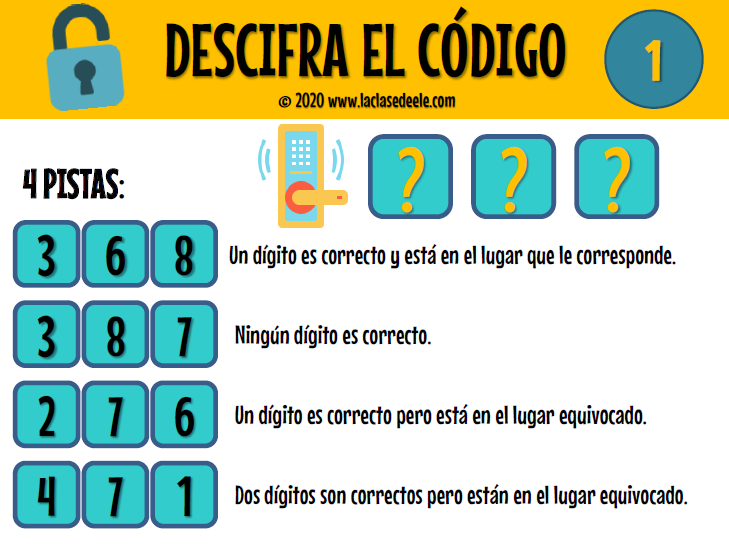 DESCIFRA EL CÓDIGO
1
© 2020 www.laclasedeele.com
? ? ?
4 PISTAS:
3 6 8 Un dígito es correcto y está en el lugar que le corresponde.
3 8 7 Ningún dígito es correcto.
2 7 6 Un dígito es correcto pero está en el lugar equivocado.
4 7 1 Dos dígitos son correctos pero están en el lugar equivocado.